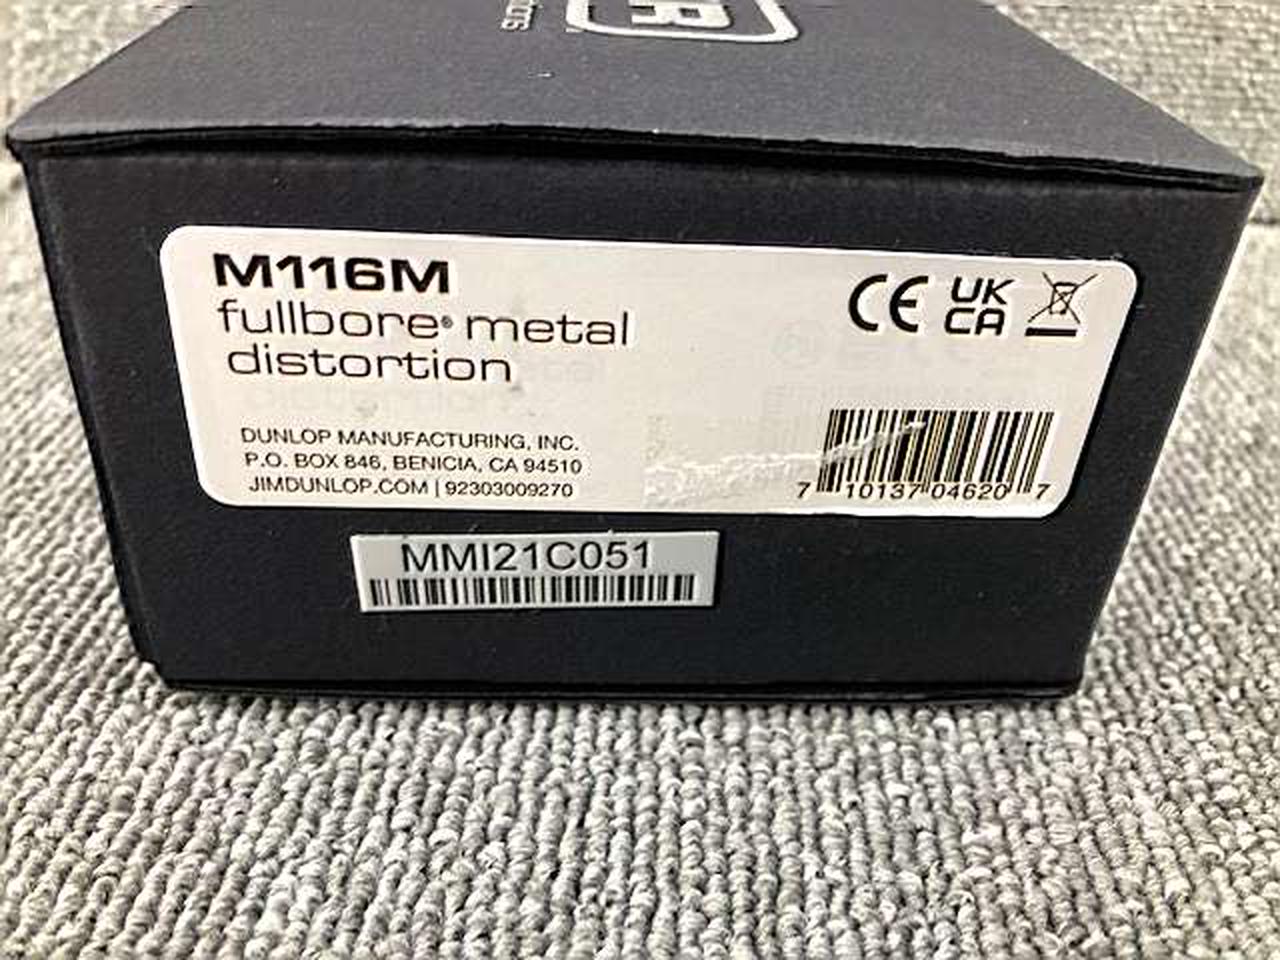 M116M
fullbore® metal
distortion
CE UK
CA
DUNLOP MANUFACTURING, INC.
P.O. BOX 846, BENICIA, CA 94510
JIMDUNLOP.COM | 92303009270
7 10137 04620 7
MMI21C051